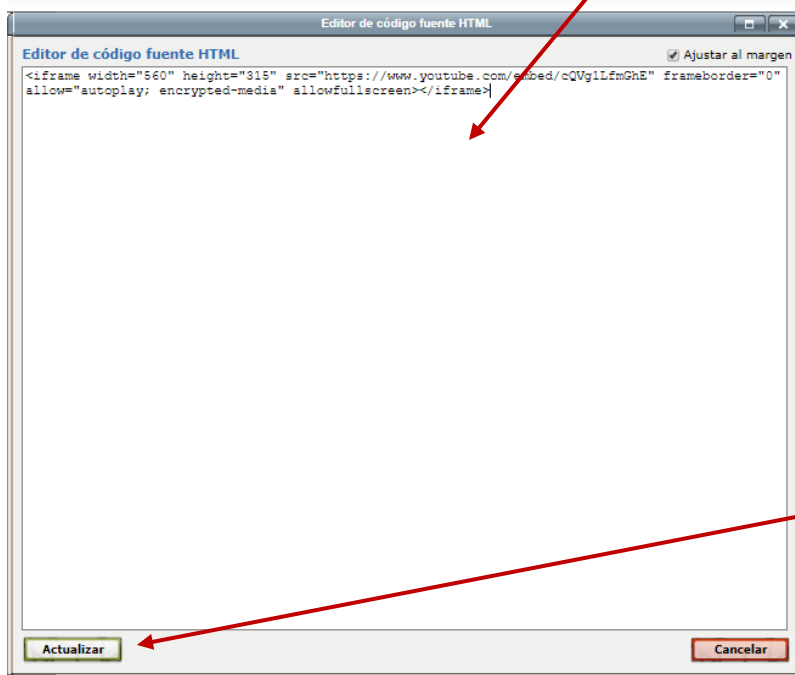 Editor de código fuente HTML
Editor de código fuente HTML
Ajustar al margen
<iframe width="560" height="315" src="https://www.youtube.com/embed/cQVg1LfmGhE" frameborder="0"
allow="autoplay; encrypted-media" allowfullscreen></iframe>
Actualizar
Cancelar